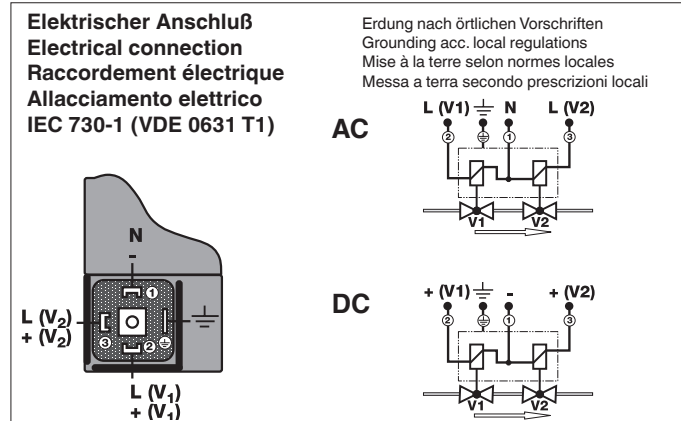 Elektrischer Anschluß
Electrical connection
Raccordement électrique
Allacciamento elettrico
IEC 730-1 (VDE 0631 T1)
Erdung nach örtlichen Vorschriften
Grounding acc. local regulations
Mise à la terre selon normes locales
Messa a terra secondo prescrizioni locali
AC
L (V1) N L (V2)
2 1 3
V1 V2
N
-
1
L (V2)
+ (V2)
3 2
L (V1)
+ (V1)
DC
+ (V1) - + (V2)
2 1 3
V1 V2